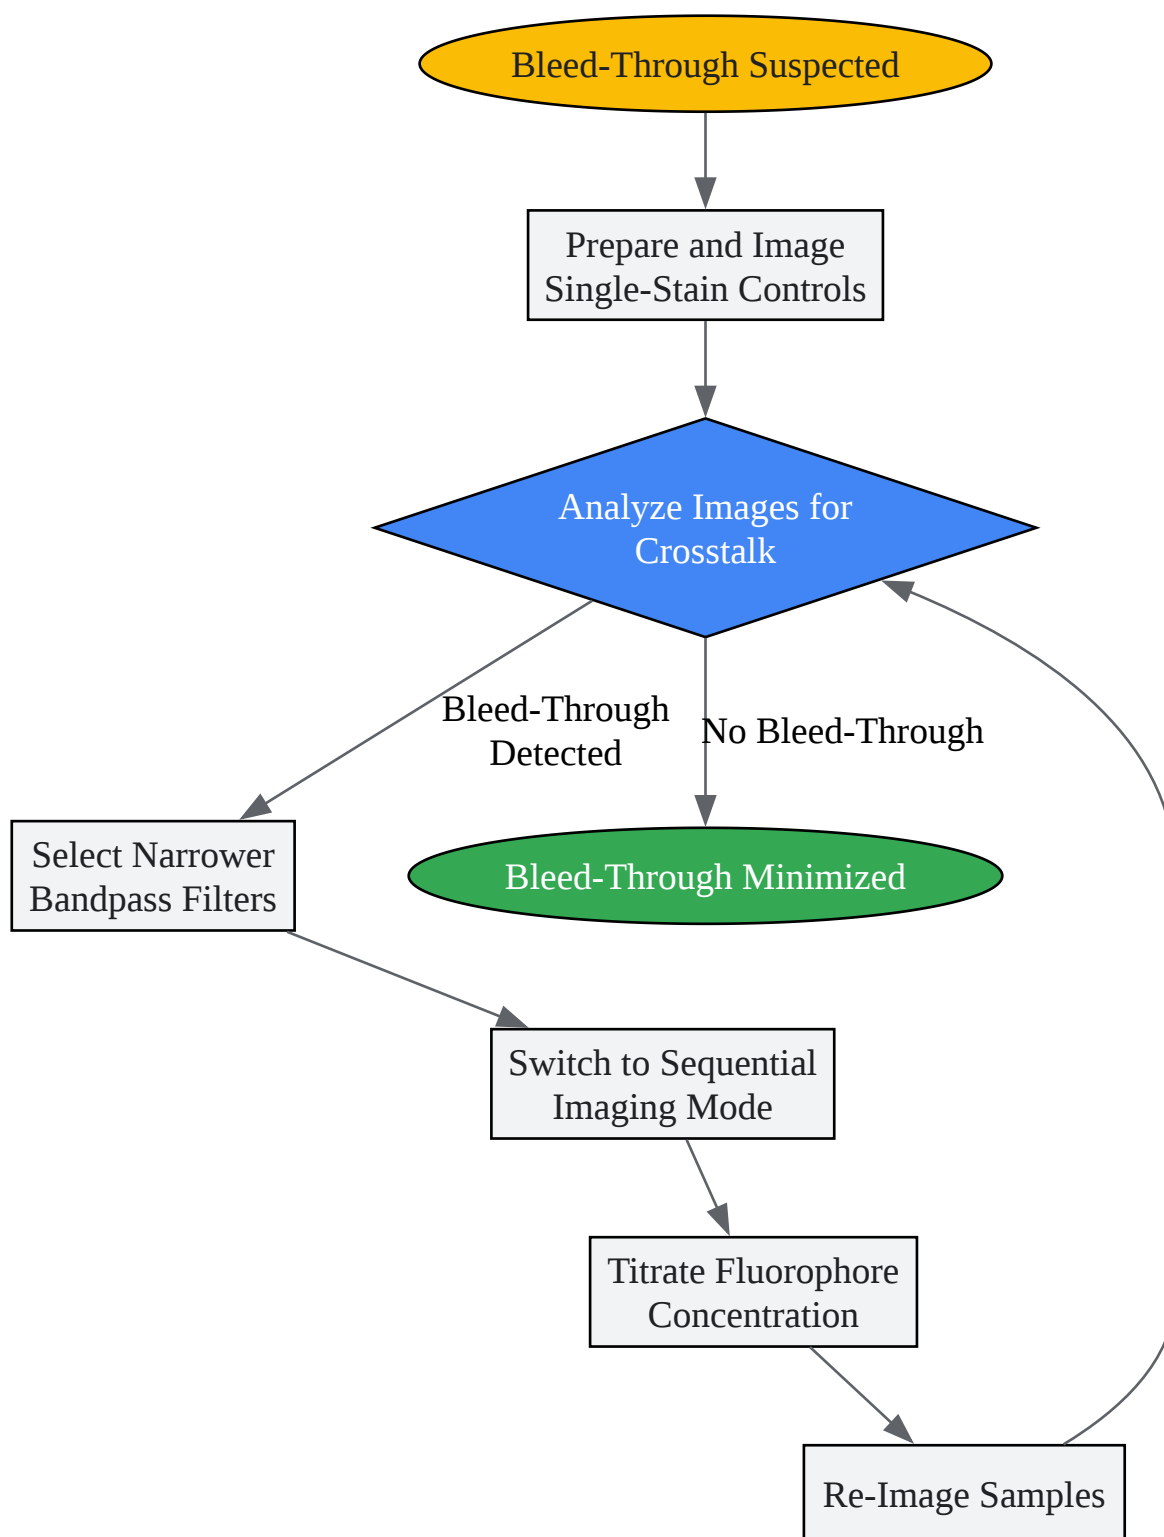 Bleed-Through Suspected
Prepare and Image
Single-Stain Controls
Analyze Images for
Crosstalk
Bleed-Through
Detected
No Bleed-Through
Select Narrower
Bandpass Filters
Bleed-Through Minimized
Switch to Sequential
Imaging Mode
Titrate Fluorophore
Concentration
Re-Image Samples